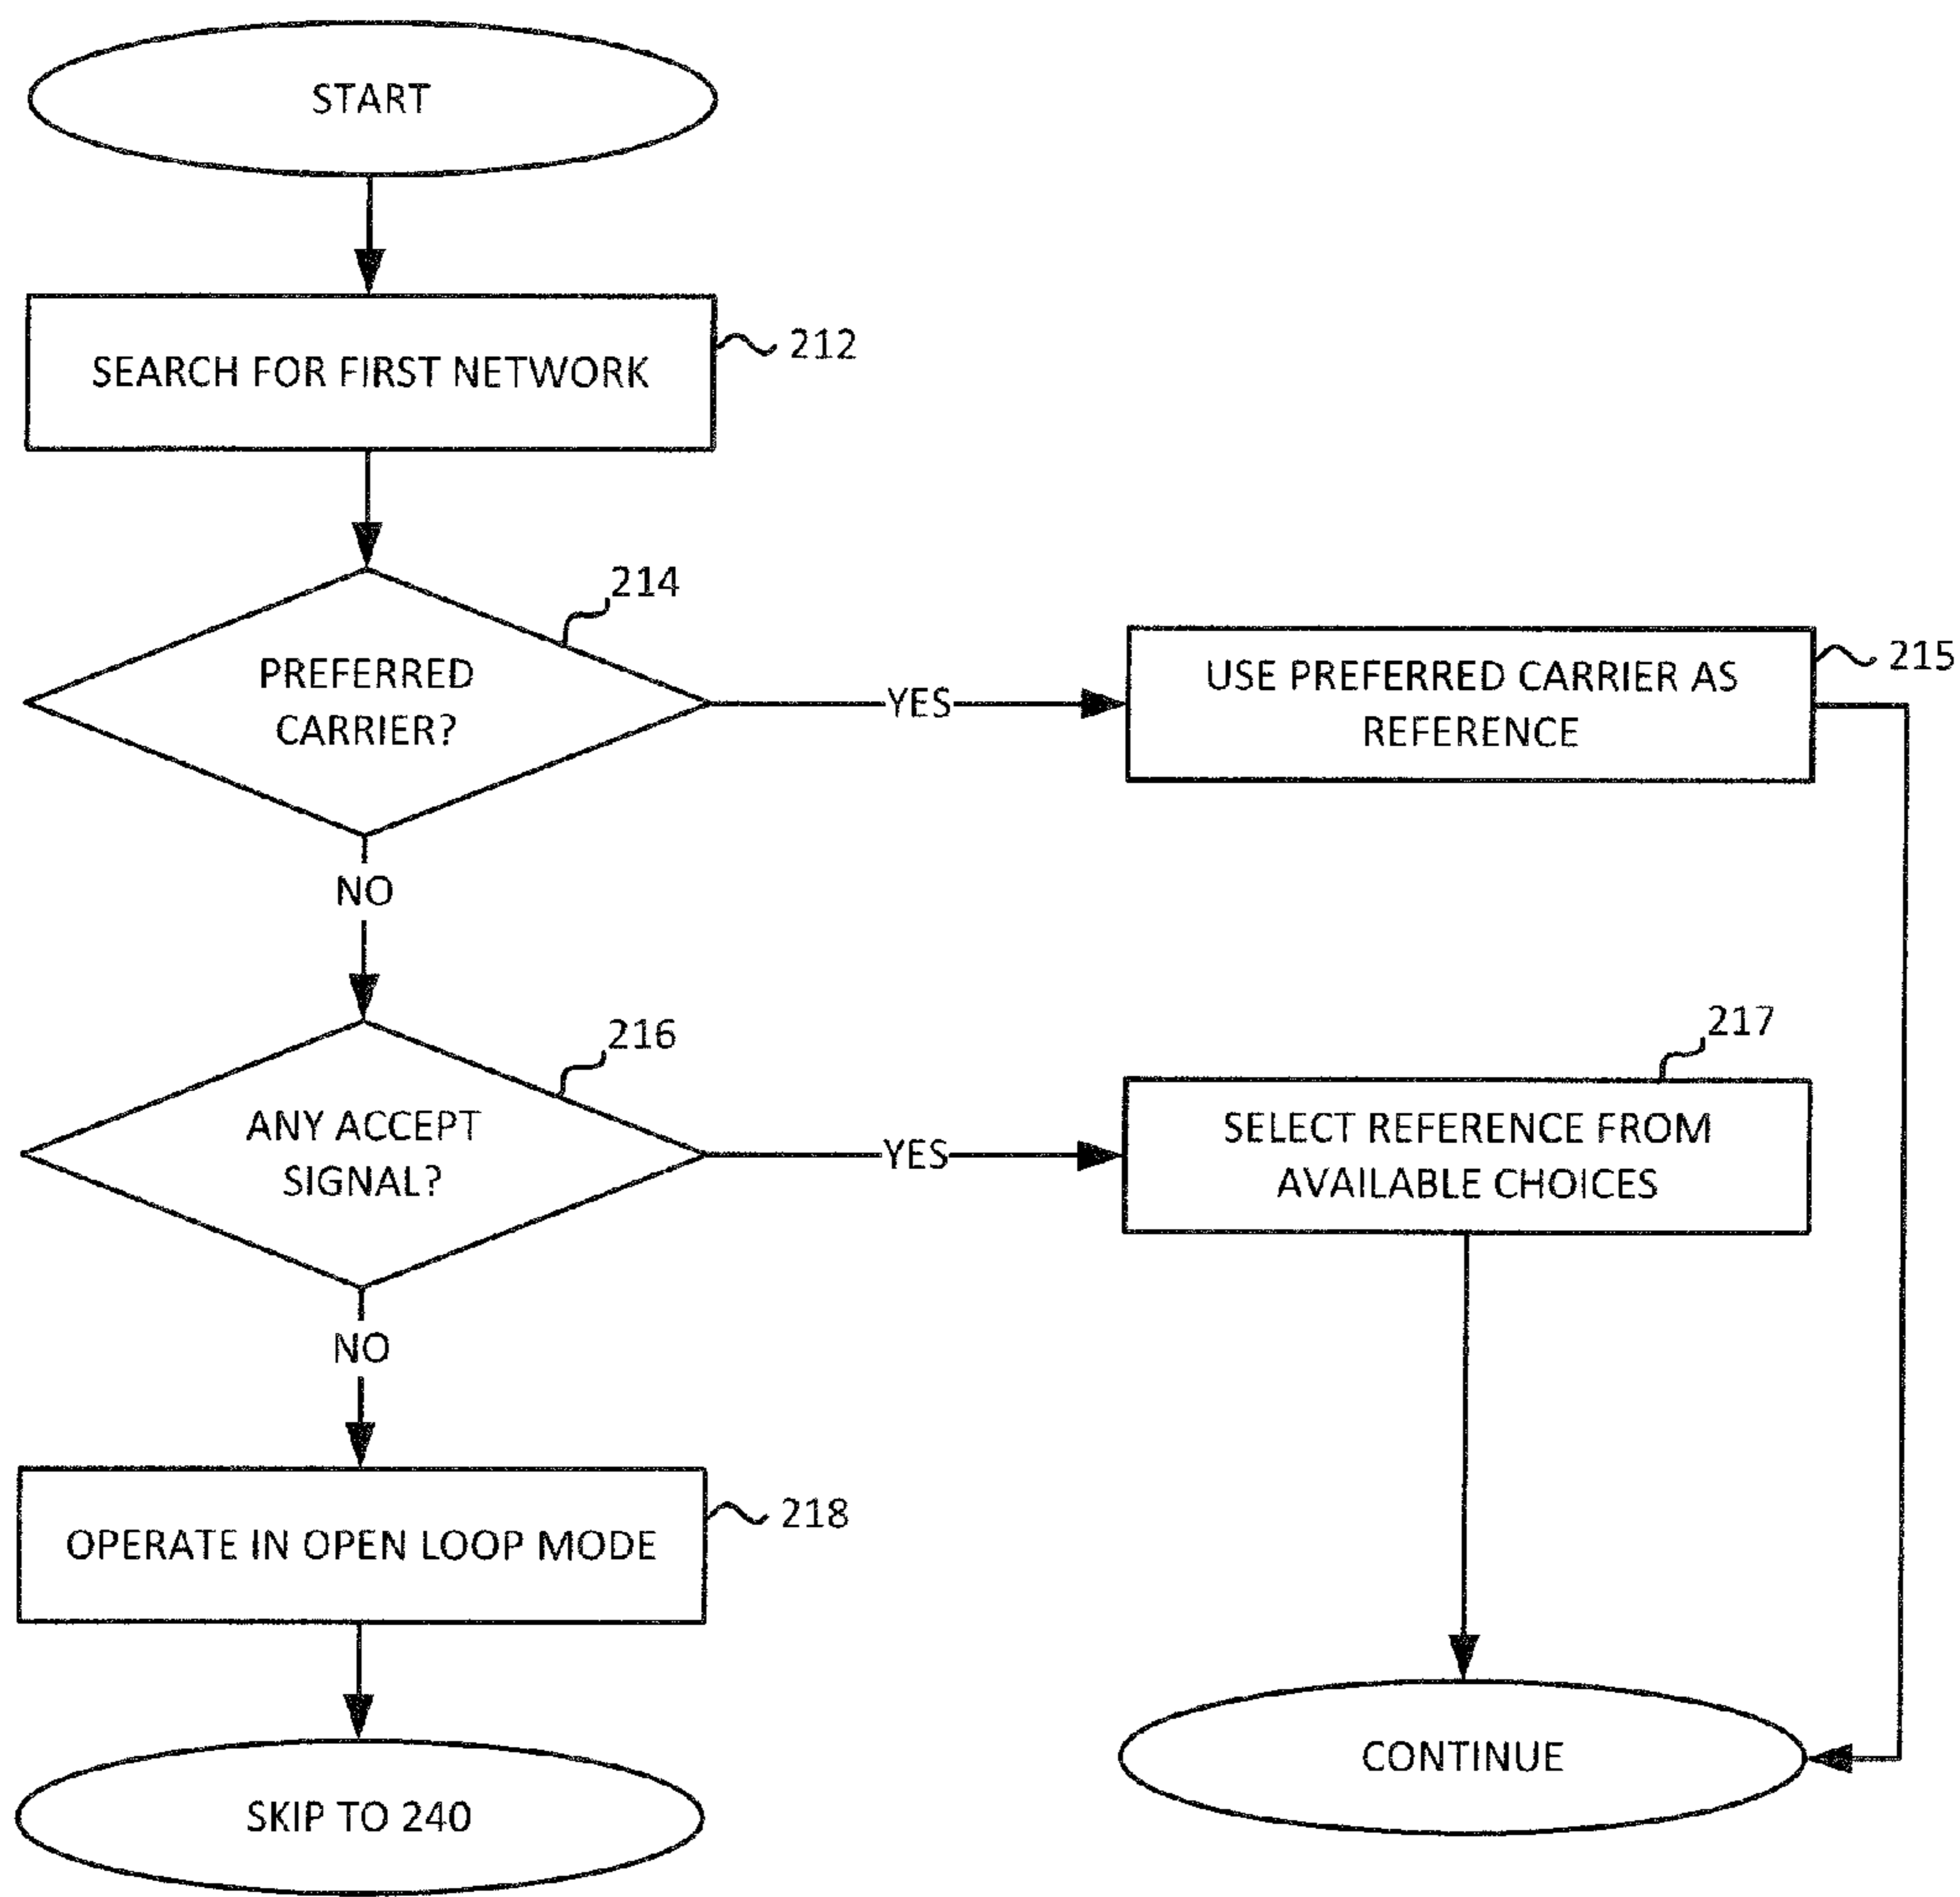 START
SEARCH FOR FIRST NETWORK
212
214
PREFERRED
CARRIER?
YES
USE PREFERRED CARRIER AS
REFERENCE
215
NO
216
ANY ACCEPT
SIGNAL?
YES
217
SELECT REFERENCE FROM
AVAILABLE CHOICES
NO
OPERATE IN OPEN LOOP MODE
218
CONTINUE
SKIP TO 240